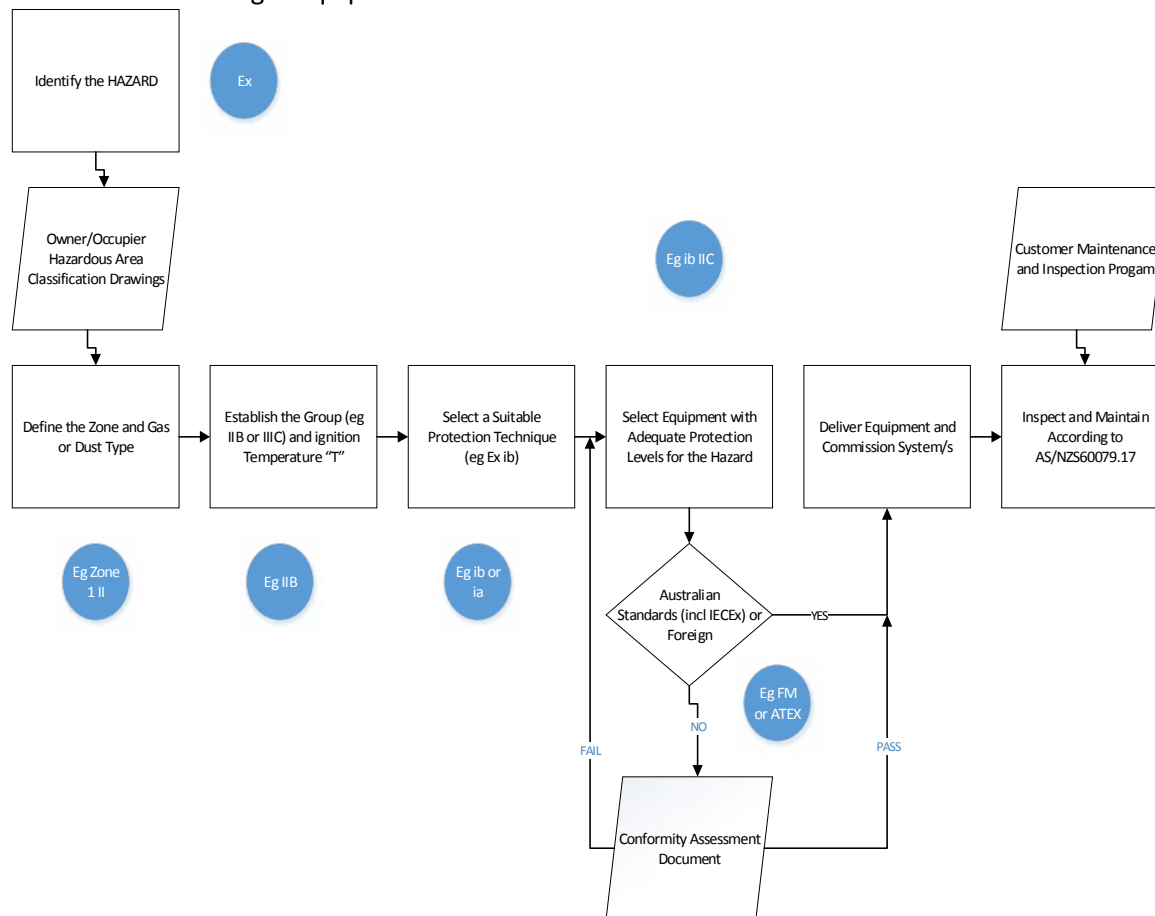 Identify the HAZARD
Ex
Owner/Occupier
Hazardous Area
Classification Drawings
Eg ib IIC
Customer Maintenance
and Inspection Progam
Define the Zone and Gas
or Dust Type
Establish the Group (eg
IIB or IIIC) and ignition
Temperature “T”
Select a Suitable
Protection Technique
(eg Ex ib)
Select Equipment with
Adequate Protection
Levels for the Hazard
Deliver Equipment and
Commission System/s
Inspect and Maintain
According to
AS/NZS60079.17
Eg Zone
1 II
Eg IIB
Eg ib or
ia
Australian
Standards (incl IECEx) or
Foreign
YES
Eg FM
or ATEX
NO
FAIL
PASS
Conformity Assessment
Document